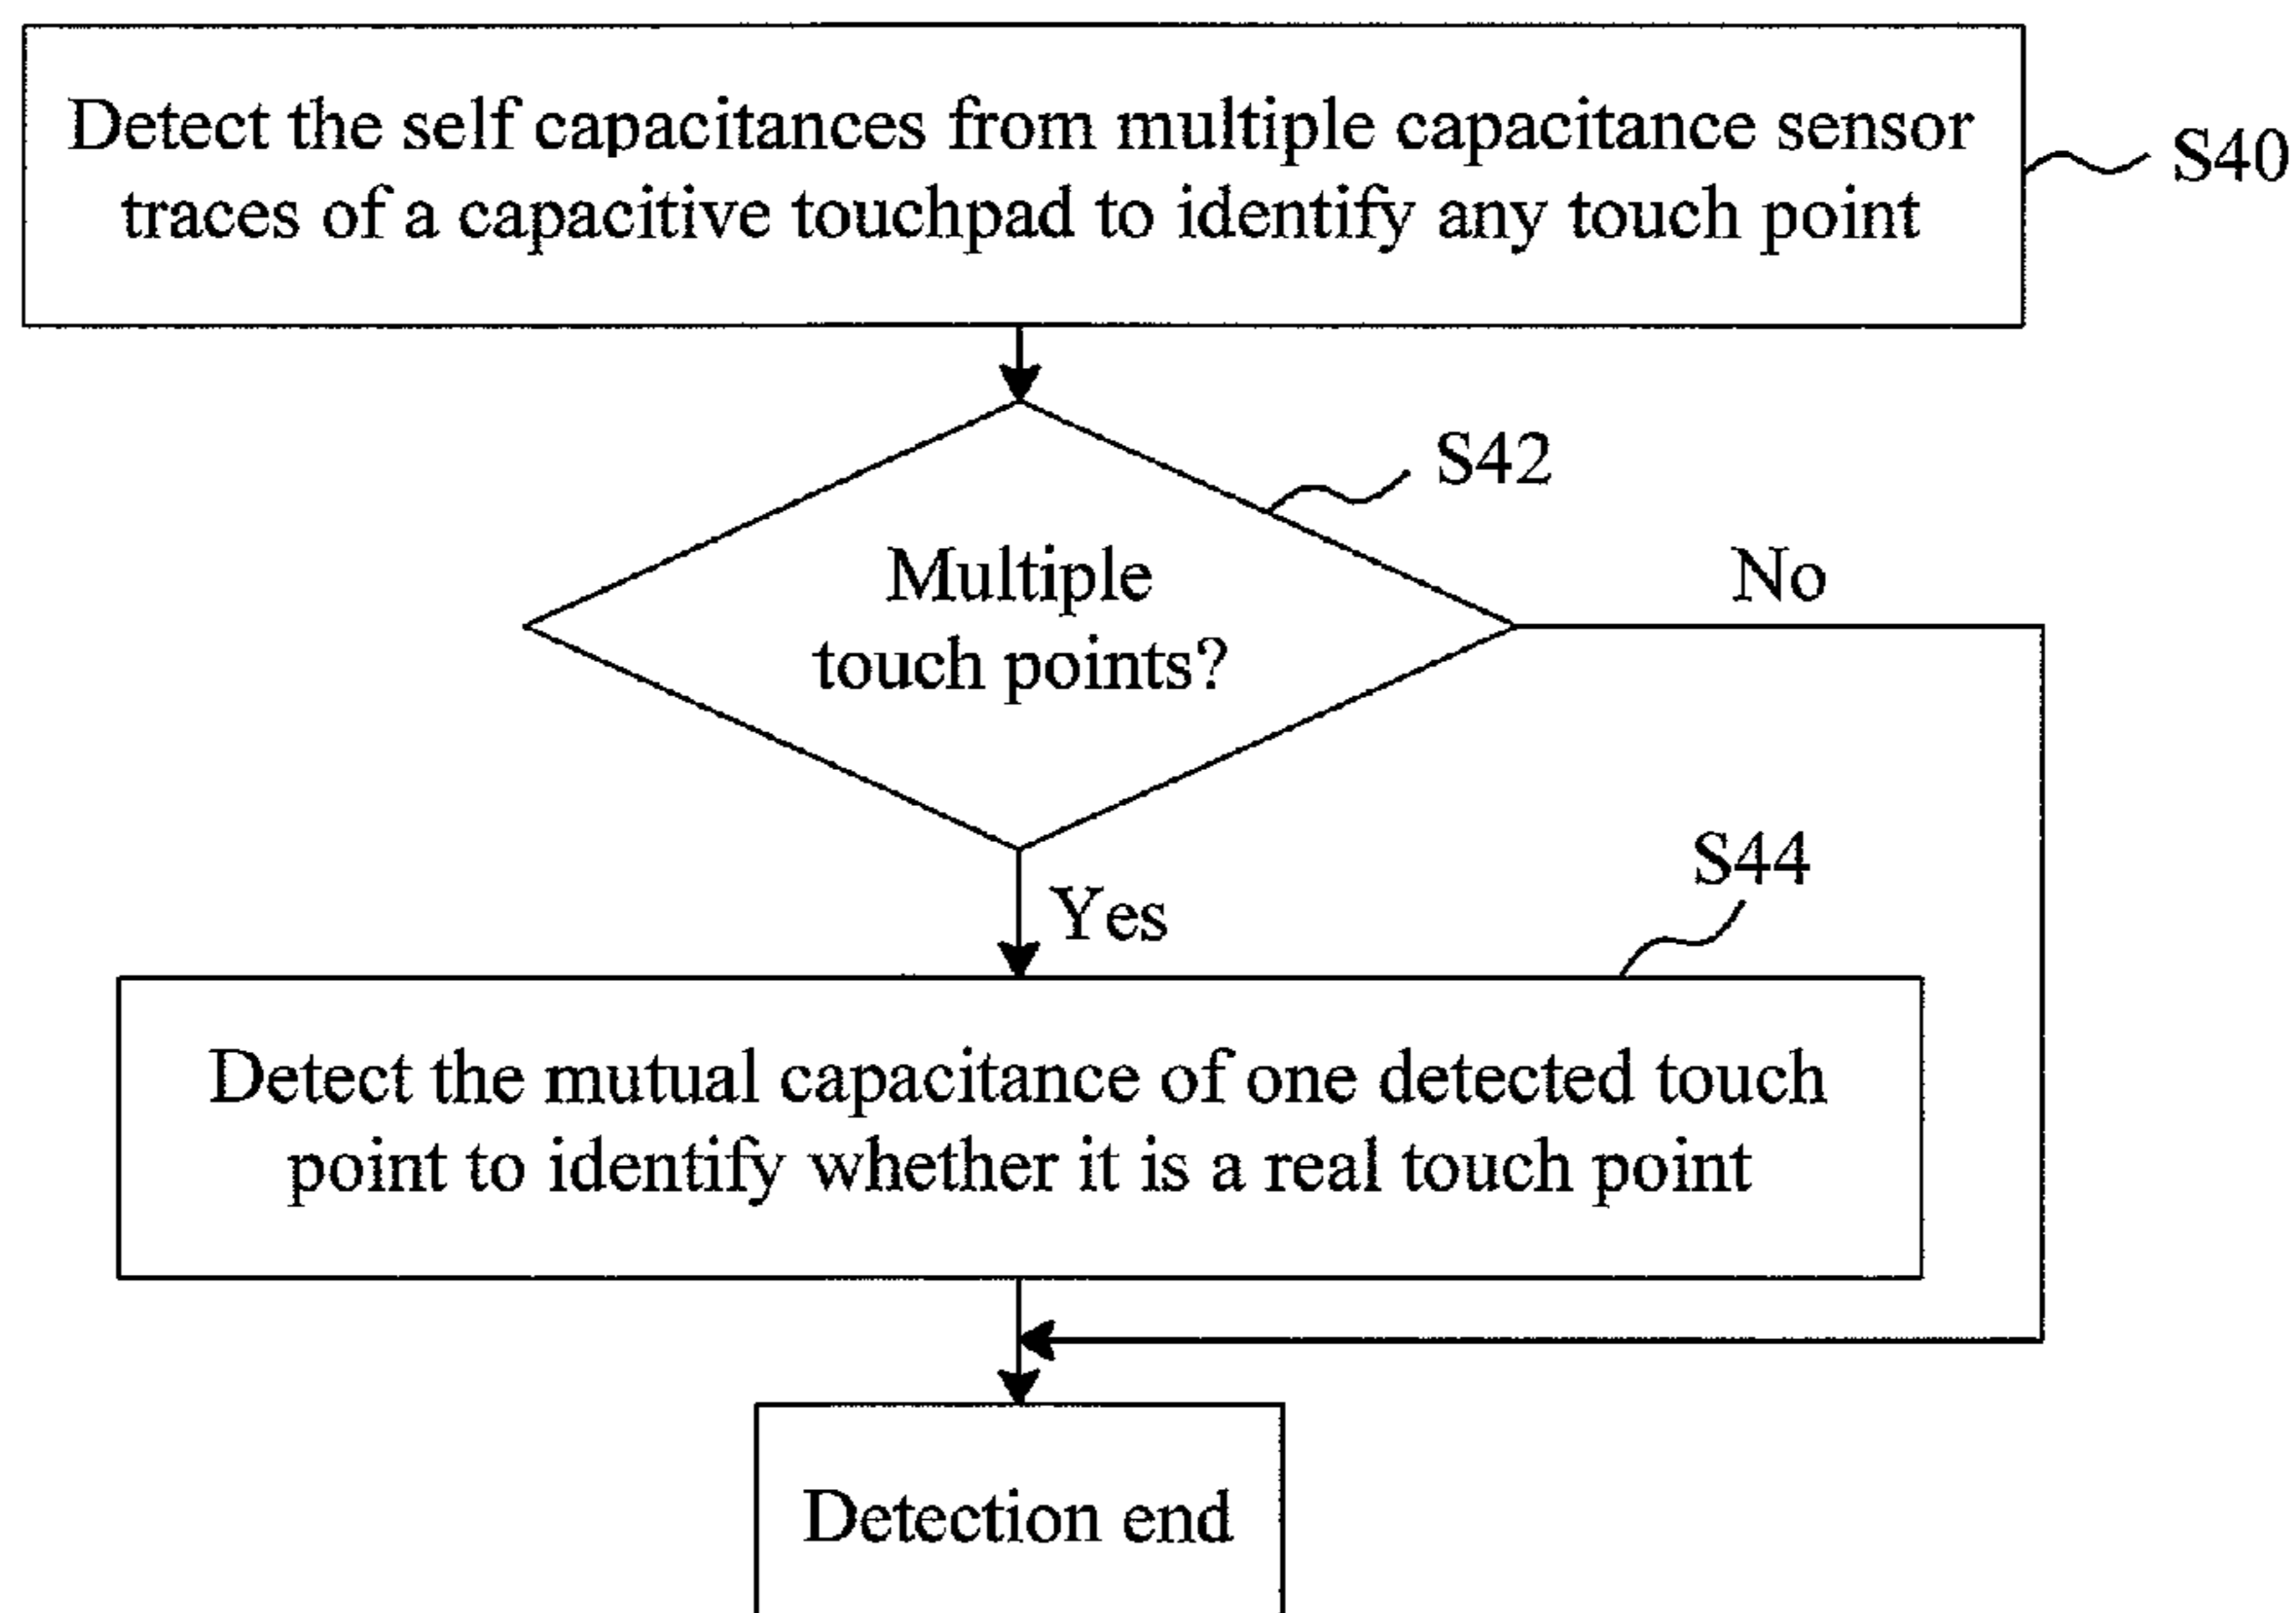 Detect the self capacitances from multiple capacitance sensor
traces of a capacitive touchpad to identify any touch point
S40
S42
Multiple
touch points?
No
Yes
S44
Detect the mutual capacitance of one detected touch
point to identify whether it is a real touch point
Detection end